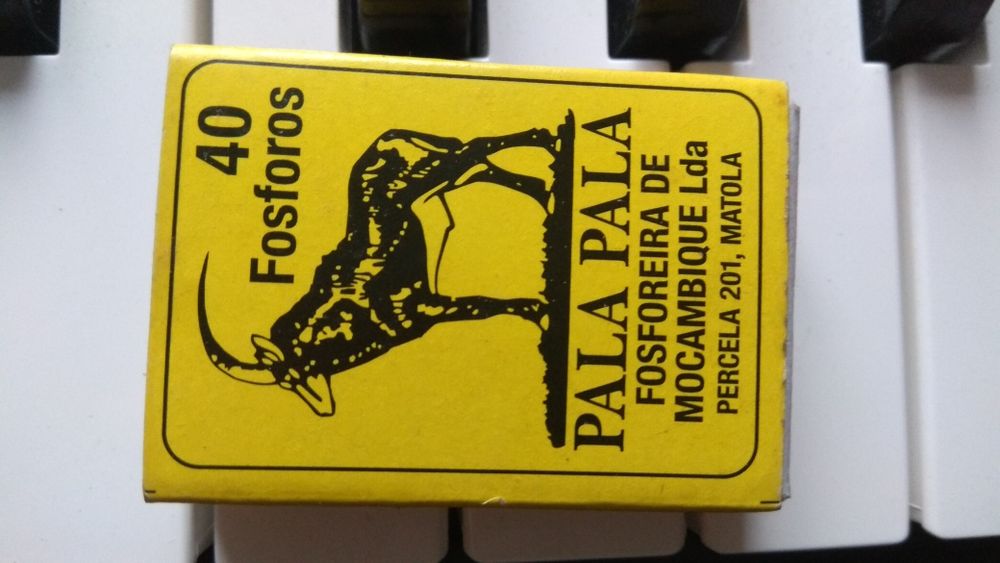 40
Fosforos
PALA PALA
FOSFOREIRA DE
MOCAMBIQUE Lda
PERCELA 201, MATOLA